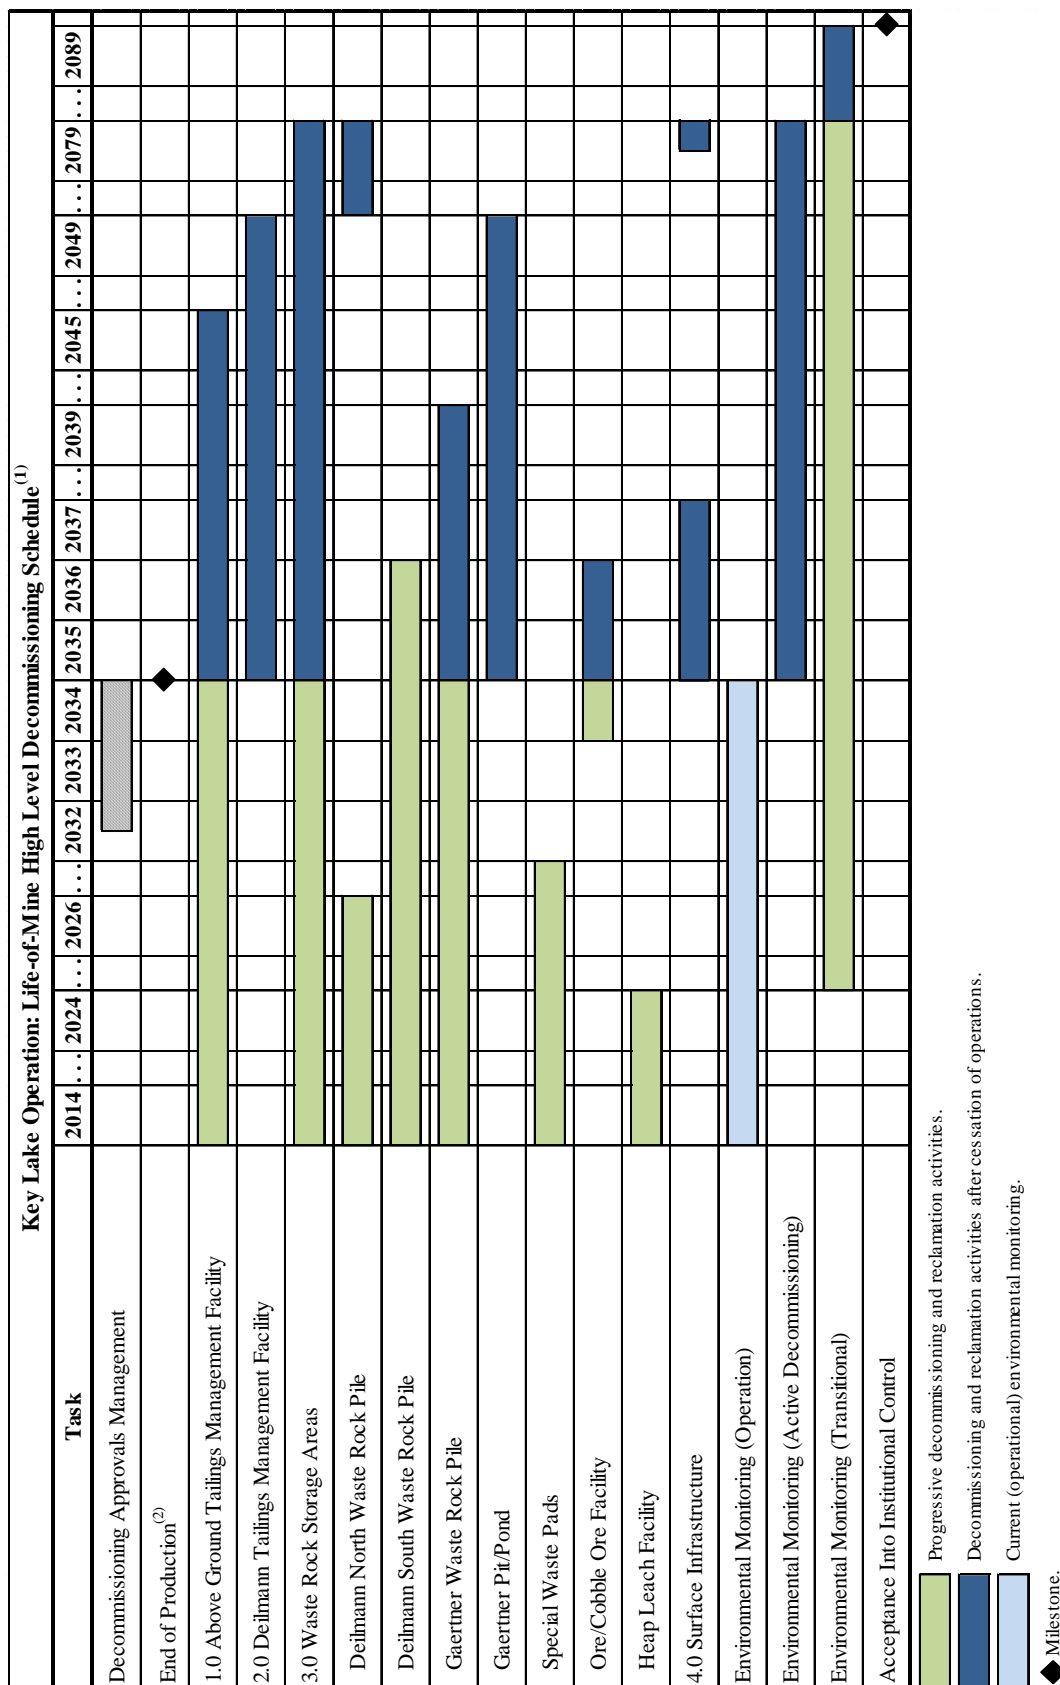 Key Lake Operation: Life-of-Mine High Level Decommissioning Schedule(1)
Task 2014 ... 2024 ... 2026 ... 2032 2033 2034 2035 2036 2037 ... 2039 ... 2045 ... 2049 ... 2079 ... 2089
Decommissioning Approvals Management
End of Production(2)
1.0 Above Ground Tailings Management Facility
2.0 Deilmann Tailings Management Facility
3.0 Waste Rock Storage Areas
Deilmann North Waste Rock Pile
Deilmann South Waste Rock Pile
Gaertner Waste Rock Pile
Gaertner Pit/Pond
Special Waste Pads
Ore/Cobble Ore Facility
Heap Leach Facility
4.0 Surface Infrastructure
Environmental Monitoring (Operation)
Environmental Monitoring (Active Decommissioning)
Environmental Monitoring (Transitional)
Acceptance Into Institutional Control
Progressive decommissioning and reclamation activities.
Decommissioning and reclamation activities after cessation of operations.
Current (operational) environmental monitoring.
Milestone.